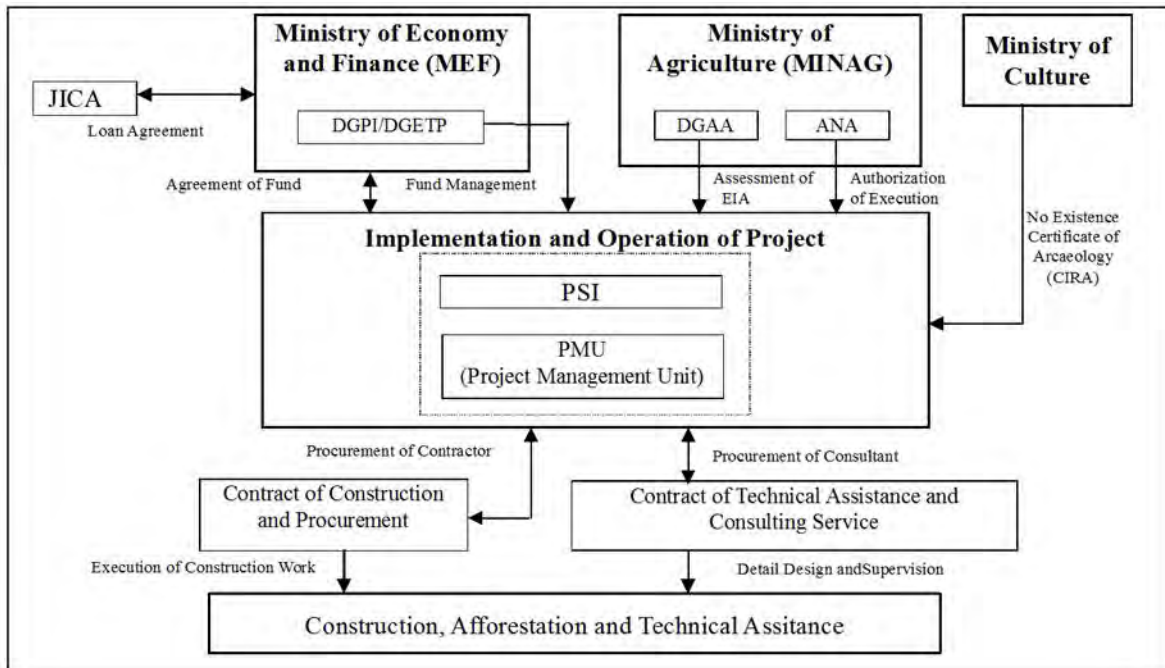 Ministry of Economy
and Finance (MEF)
DGPI/DGETP
Ministry of
Agriculture (MINAG)
DGAA
ANA
Ministry of
Culture
JICA
Loan Agreement
Agreement of Fund
Fund Management
Assessment of
EIA
Authorization
of Execution
No Existence
Certificate of
Arcaeology
(CIRA)
Implementation and Operation of Project
PSI
PMU
(Project Management Unit)
Procurement of Contractor
Procurement of Consultant
Contract of Construction
and Procurement
Contract of Technical Assistance and
Consulting Service
Execution of Construction Work
Detail Design andSupervision
Construction, Afforestation and Technical Assitance